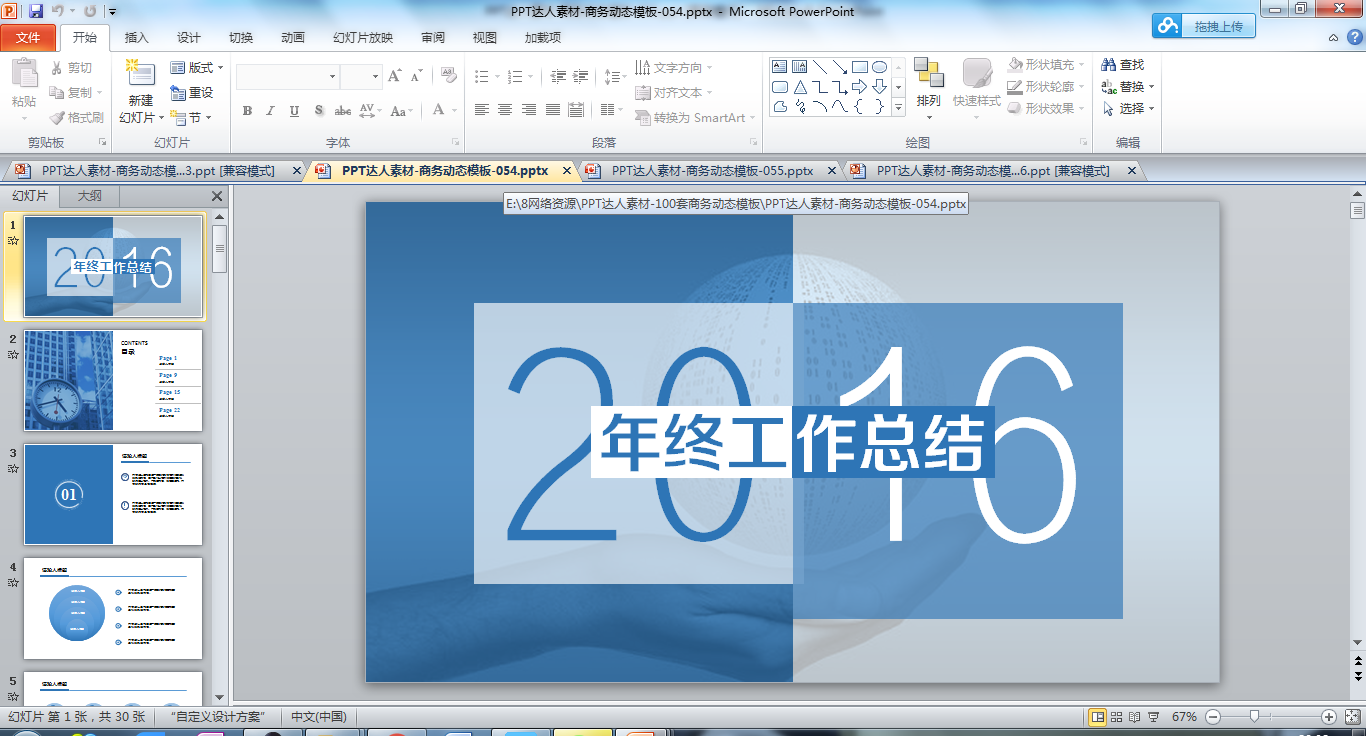 PPT达人素材-商务动态模板-054.pptx - Microsoft PowerPoint
文件 开始 插入 设计 切换 动画 幻灯片放映 审阅 视图 加载项
拖拽上传
粘贴 剪切 复制 格式刷
剪贴板
新建幻灯片 版式 重设 节
幻灯片
B I U S abc AV Aa A
字体
文字方向
对齐文本
转换为 SmartArt
段落
排列 快速样式
形状填充
形状轮廓
形状效果
绘图
查找
替换
选择
编辑
PPT达人素材-商务动态模...3.ppt [兼容模式]
PPT达人素材-商务动态模板-054.pptx
PPT达人素材-商务动态模板-055.pptx
PPT达人素材-商务动态模...6.ppt [兼容模式]
幻灯片 大纲
E:\8网络资源\PPT达人素材-100套商务动态模板\PPT达人素材-商务动态模板-054.pptx
1
2016
年终工作总结
2
CONTENTS
目录
Page 1
Page 9
Page 15
Page 22
3
01
4
5
2016
年终工作总结
幻灯片 第 1 张，共 30 张 “自定义设计方案” 中文(中国)
67%